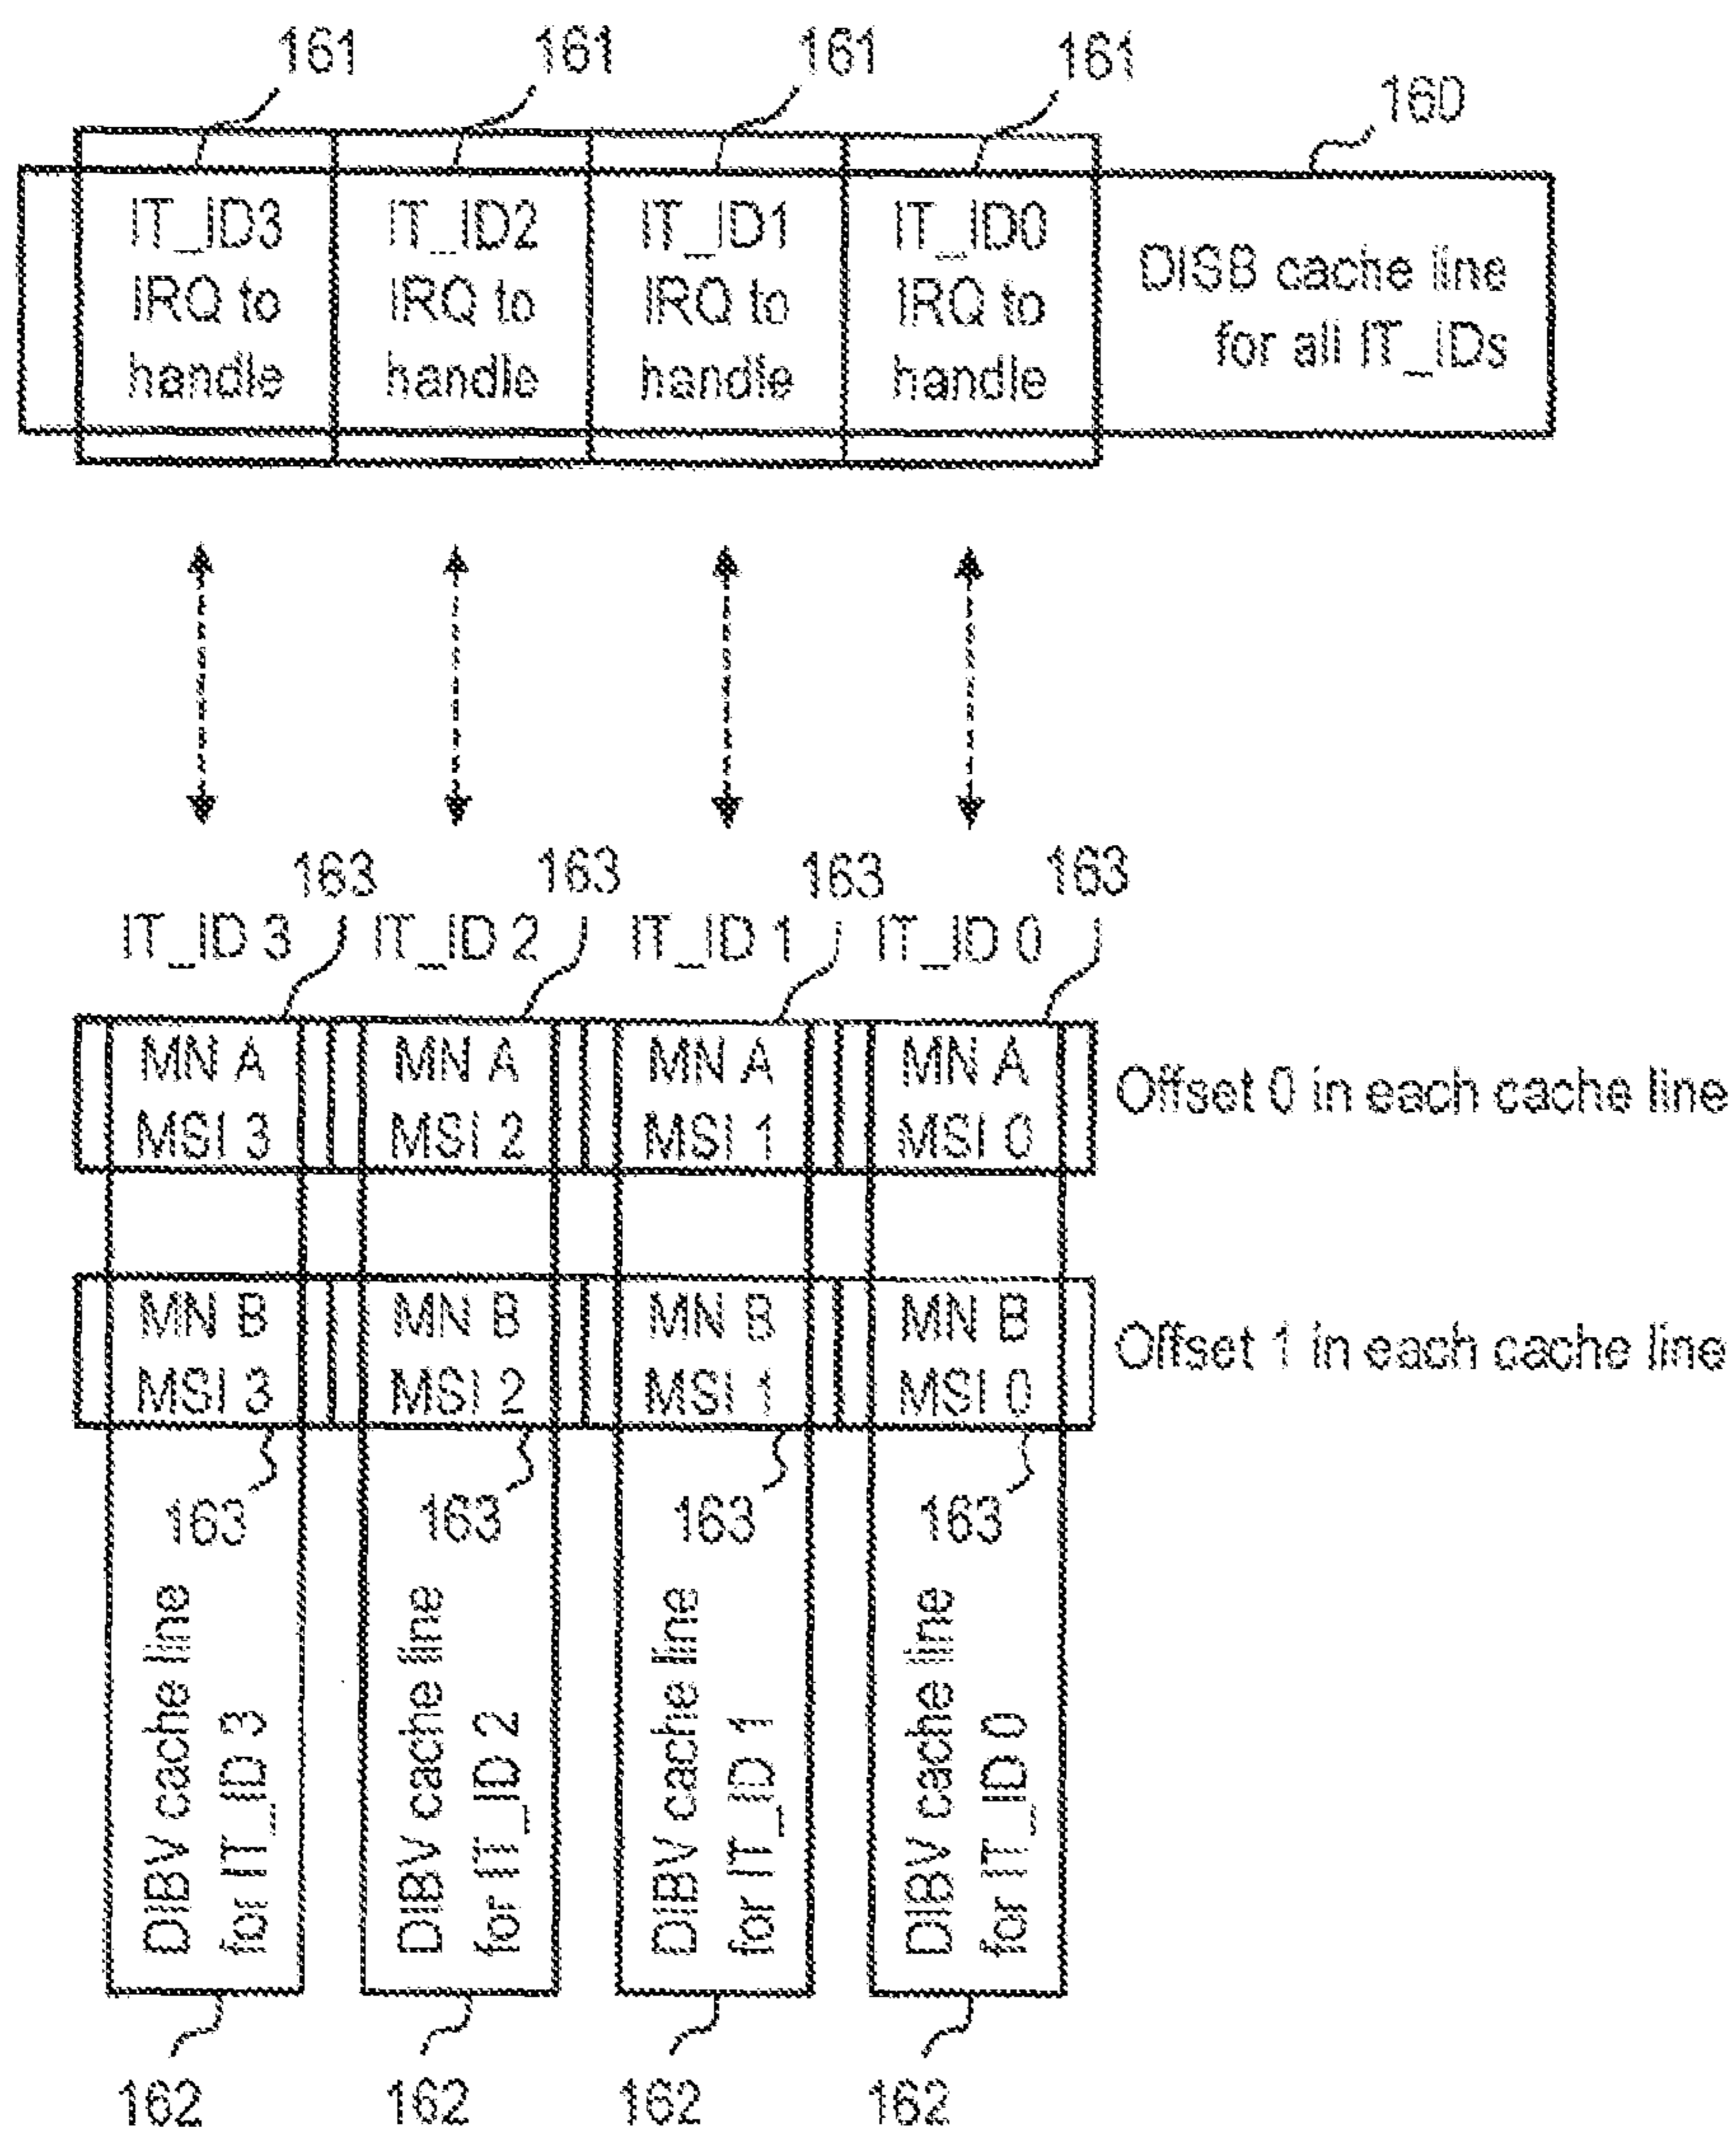 161 161 161 161
160
IT_ID3 IT_ID2 IT_ID1 IT_ID0
IRQ to IRQ to IRQ to IRQ to
handle handle handle handle
DISB cache line
for all IT_IDs
163 163 163 163
IT_ID 3 IT_ID 2 IT_ID 1 IT_ID 0
MN A MN A MN A MN A
MSI 3 MSI 2 MSI 1 MSI 0
Offset 0 in each cache line
MN B MN B MN B MN B
MSI 3 MSI 2 MSI 1 MSI 0
Offset 1 in each cache line
163 163 163 163
DIBV cache line
for IT_ID 3
DIBV cache line
for IT_ID 2
DIBV cache line
for IT_ID 1
DIBV cache line
for IT_ID 0
162 162 162 162